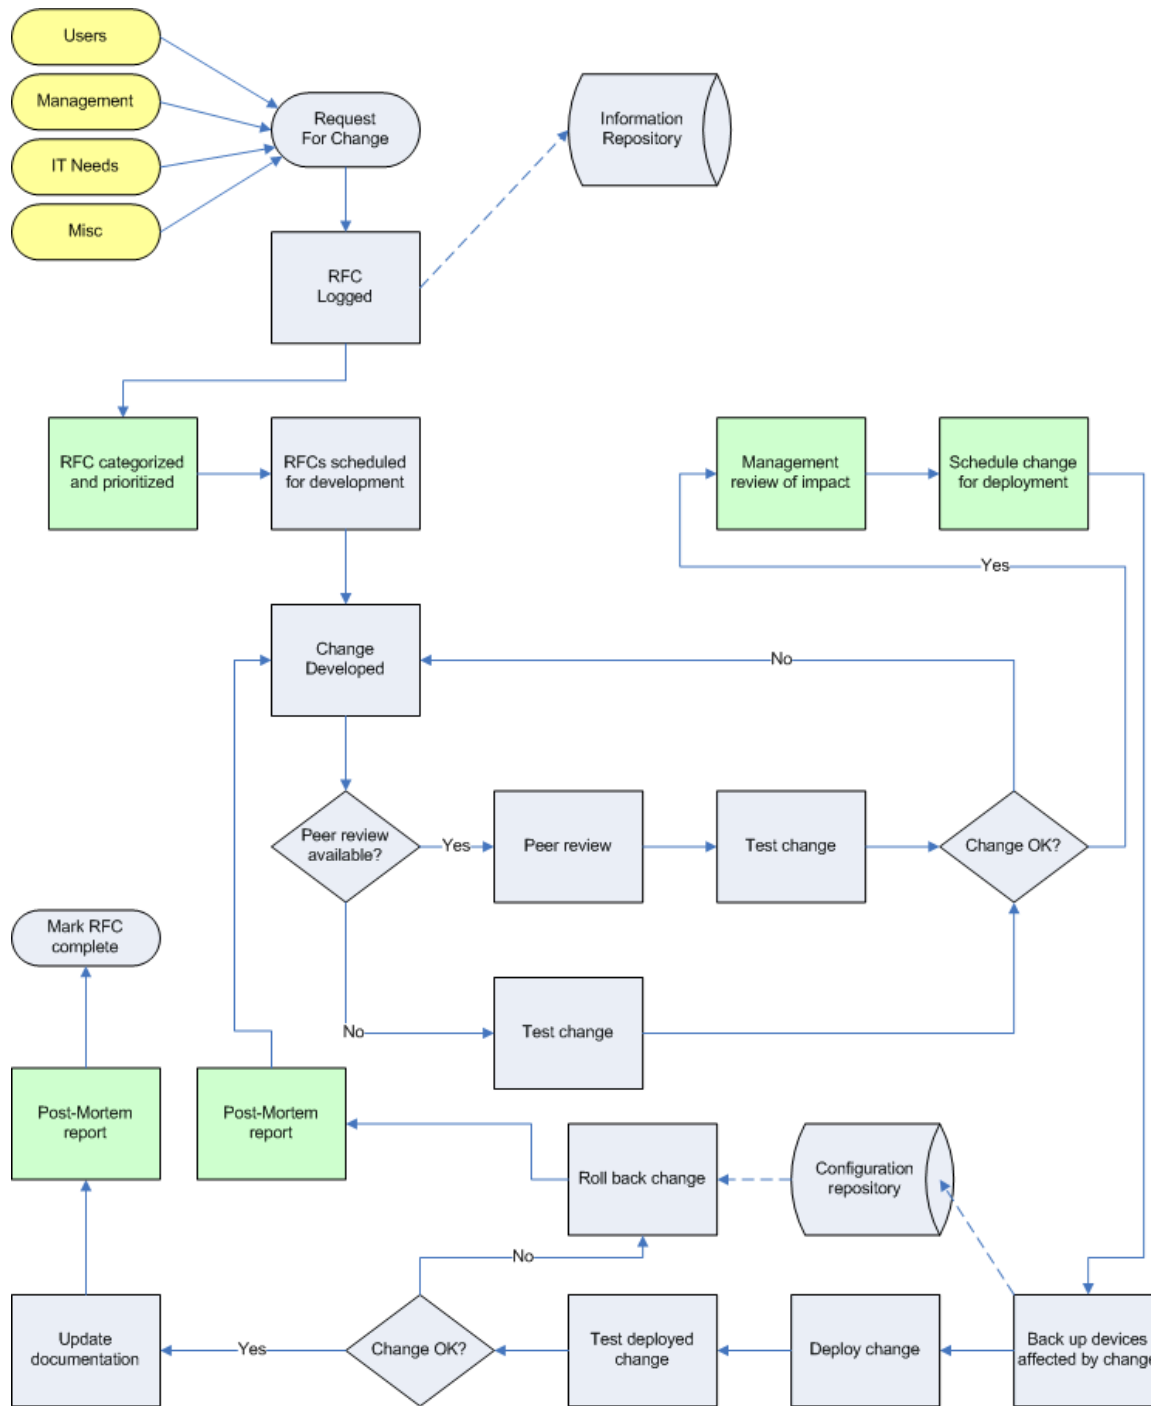 Users
Management
IT Needs
Misc
Request
For Change
Information
Repository
RFC
Logged
RFC categorized
and prioritized
RFCs scheduled
for development
Management
review of impact
Schedule change
for deployment
Yes
Change
Developed
No
Peer review
available?
Yes
Peer review
Test change
Change OK?
Mark RFC
complete
No
Test change
Post-Mortem
report
Post-Mortem
report
Roll back change
Configuration
repository
No
Update
documentation
Yes
Change OK?
Test deployed
change
Deploy change
Back up devices
affected by change